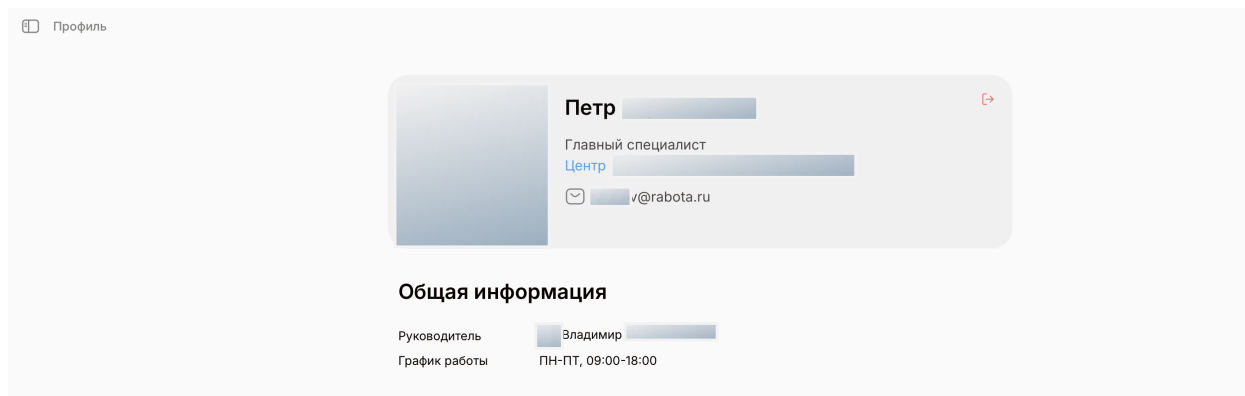 Профиль
Петр
Главный специалист
Центр
v@rabota.ru
Общая информация
Руководитель Владимир
График работы ПН-ПТ, 09:00-18:00